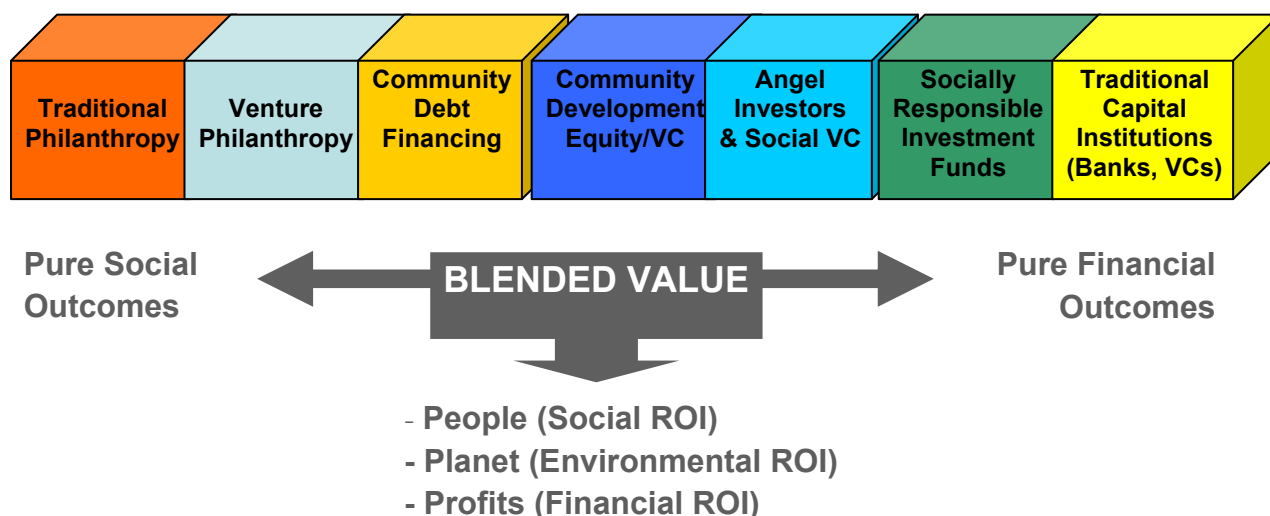 Traditional
Philanthropy
Venture
Philanthropy
Community
Debt
Financing
Community
Development
Equity/VC
Angel
Investors
& Social VC
Socially
Responsible
Investment
Funds
Traditional
Capital
Institutions
(Banks, VCs)
Pure Social
Outcomes
BLENDED VALUE
Pure Financial
Outcomes
- People (Social ROI)
- Planet (Environmental ROI)
- Profits (Financial ROI)